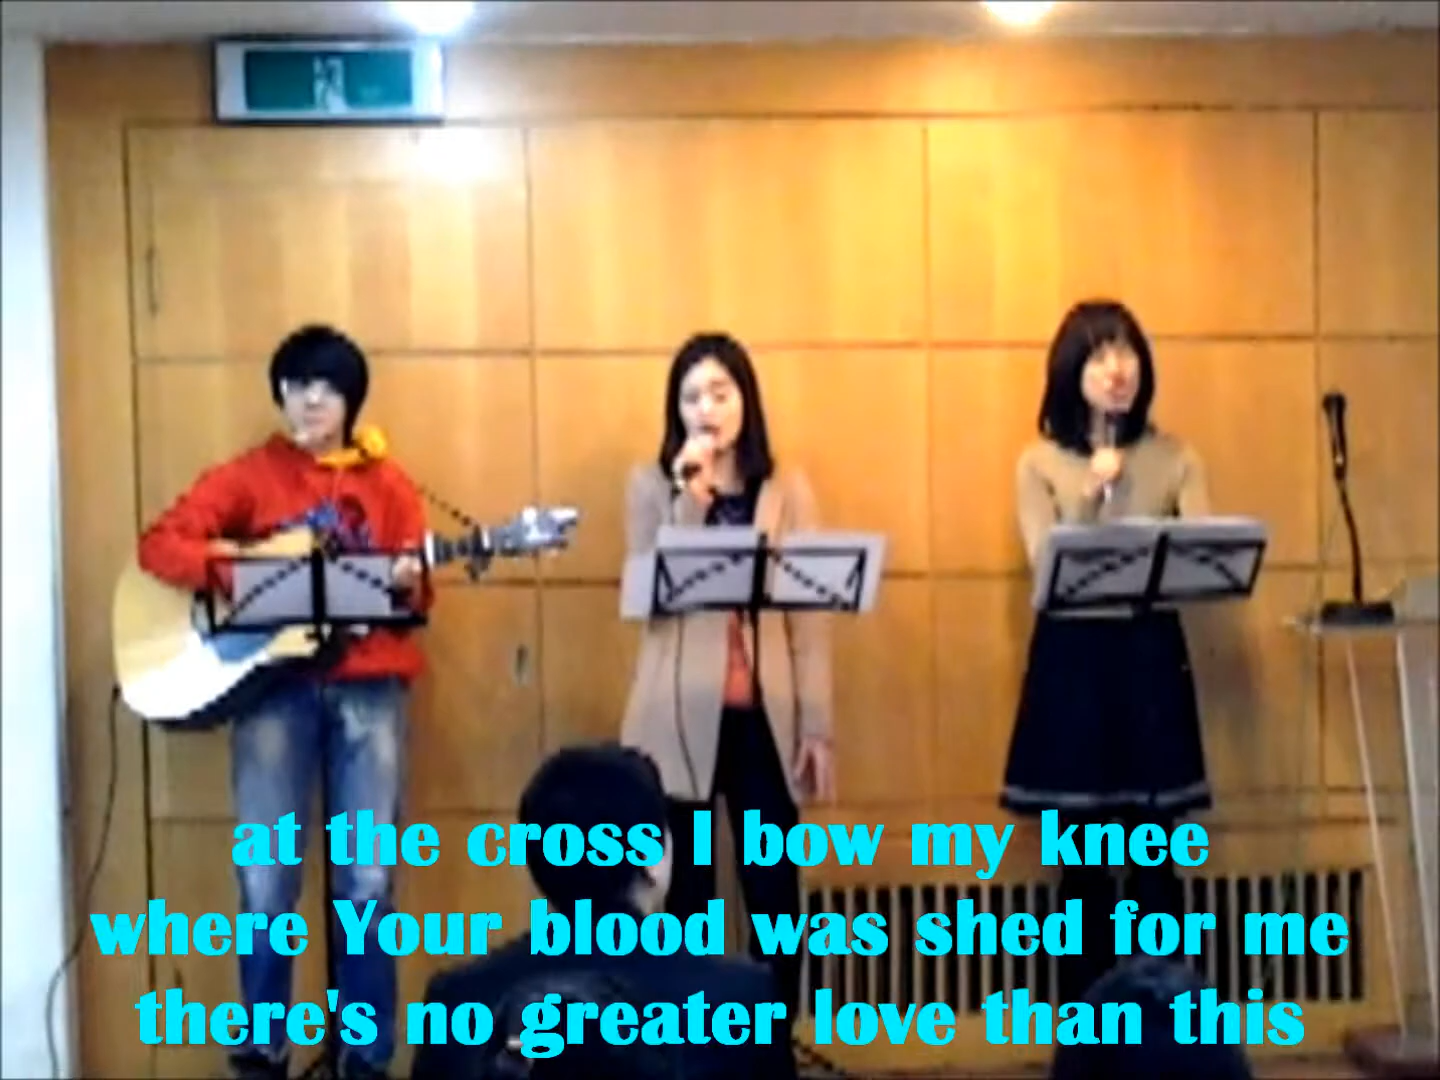 at the cross I bow my knee
where Your blood was shed for me
there's no greater love than this